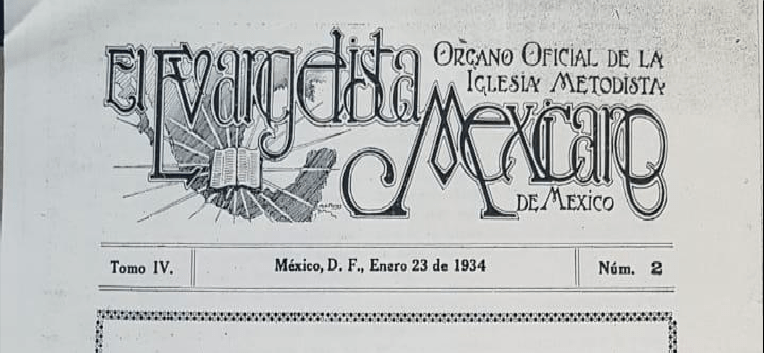 El Evangelista
ORGANO OFICIAL DE LA
IGLESIA METODISTA
Mexicano
DE MEXICO
Tomo IV.
México, D. F., Enero 23 de 1934
Núm. 2